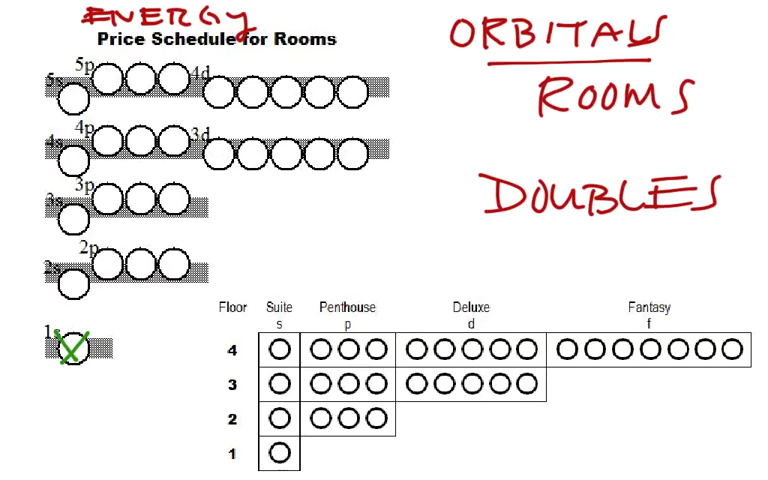 ENERGY
Price Schedule for Rooms
ORBITALS
ROOMS
DOUBLES
5s 5p 4d
4s 4p 3d
3s 3p
2s 2p
1s
Floor Suite Penthouse Deluxe Fantasy
s p d f
4
3
2
1